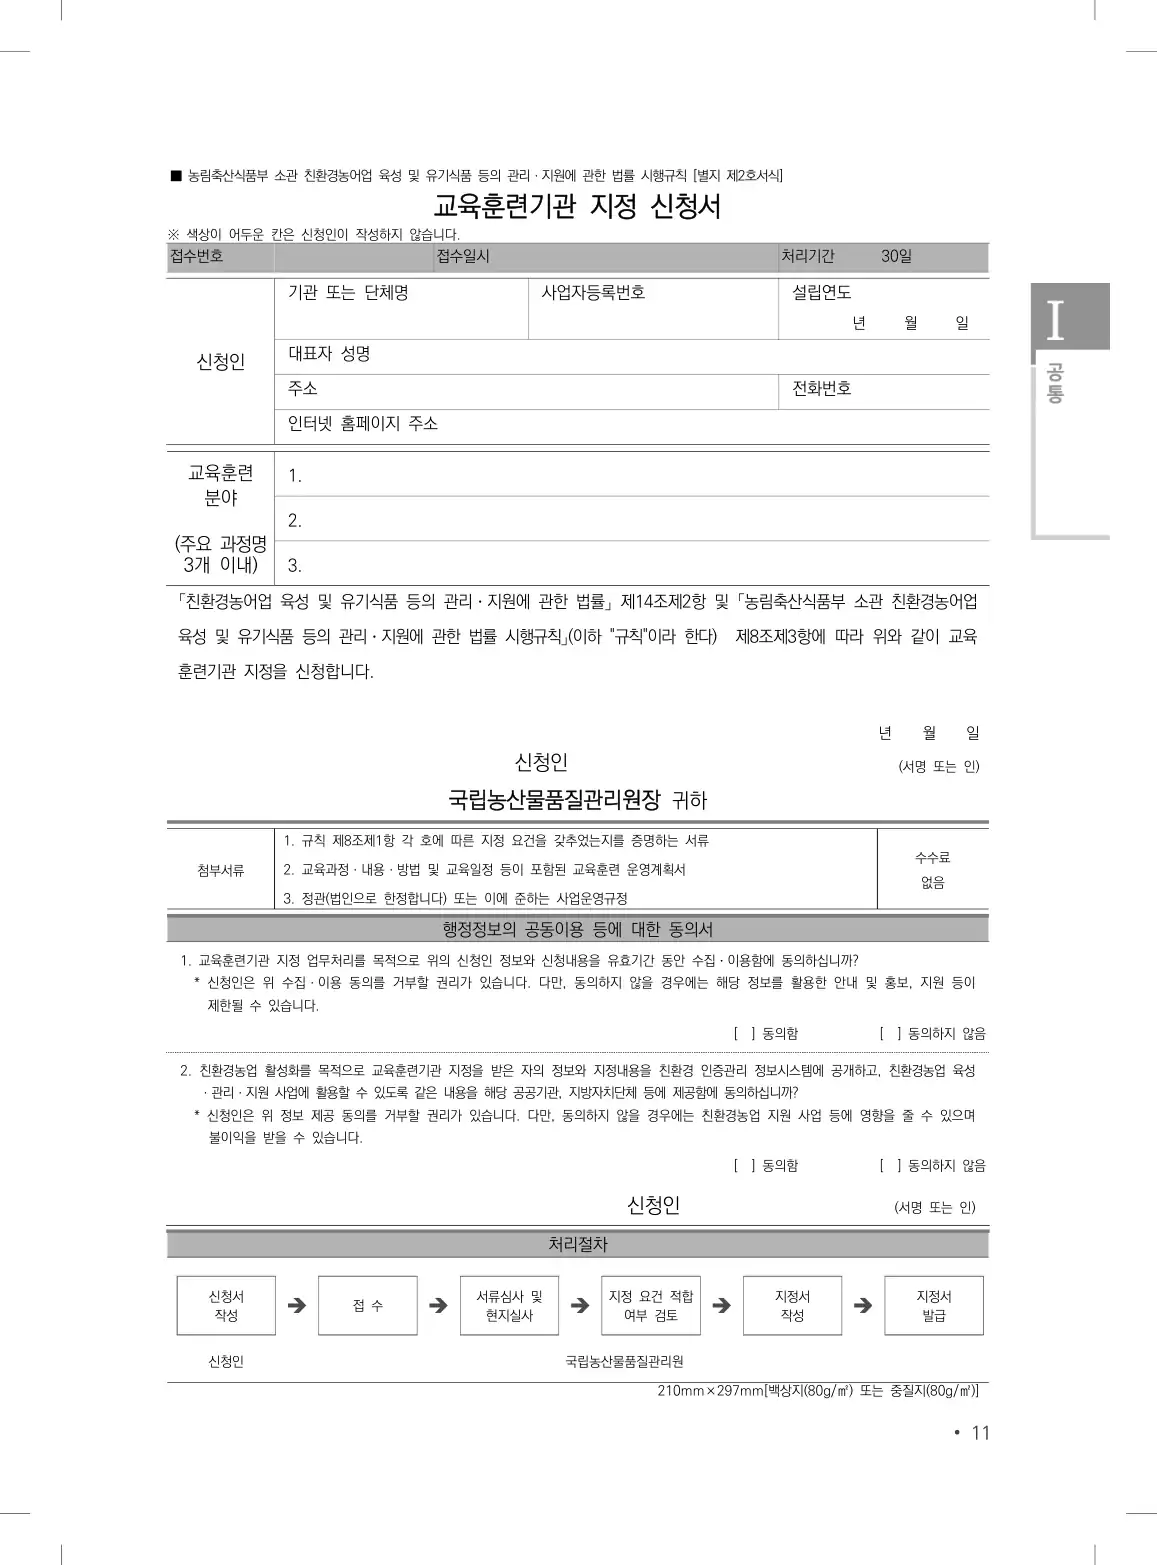 ■ 농림축산식품부 소관 친환경농어업 육성 및 유기식품 등의 관리·지원에 관한 법률 시행규칙 [별지 제2호서식]
교육훈련기관 지정 신청서
※ 색상이 어두운 칸은 신청인이 작성하지 않습니다.
접수번호 접수일시 처리기간 30일
신청인
기관 또는 단체명 사업자등록번호 설립연도
년 월 일
대표자 성명
주소 전화번호
인터넷 홈페이지 주소
교육훈련
분야
(주요 과정명
3개 이내)
1.
2.
3.
「친환경농어업 육성 및 유기식품 등의 관리·지원에 관한 법률」 제14조제2항 및 「농림축산식품부 소관 친환경농어업
육성 및 유기식품 등의 관리·지원에 관한 법률 시행규칙」(이하 "규칙"이라 한다) 제8조제3항에 따라 위와 같이 교육
훈련기관 지정을 신청합니다.
년 월 일
신청인 (서명 또는 인)
국립농산물품질관리원장 귀하
첨부서류
1. 규칙 제8조제1항 각 호에 따른 지정 요건을 갖추었는지를 증명하는 서류
2. 교육과정·내용·방법 및 교육일정 등이 포함된 교육훈련 운영계획서
3. 정관(법인으로 한정합니다) 또는 이에 준하는 사업운영규정
수수료
없음
행정정보의 공동이용 등에 대한 동의서
1. 교육훈련기관 지정 업무처리를 목적으로 위의 신청인 정보와 신청내용을 유효기간 동안 수집·이용함에 동의하십니까?
* 신청인은 위 수집·이용 동의를 거부할 권리가 있습니다. 다만, 동의하지 않을 경우에는 해당 정보를 활용한 안내 및 홍보, 지원 등이
제한될 수 있습니다.
[ ] 동의함 [ ] 동의하지 않음
2. 친환경농업 활성화를 목적으로 교육훈련기관 지정을 받은 자의 정보와 지정내용을 친환경 인증관리 정보시스템에 공개하고, 친환경농업 육성
·관리·지원 사업에 활용할 수 있도록 같은 내용을 해당 공공기관, 지방자치단체 등에 제공함에 동의하십니까?
* 신청인은 위 정보 제공 동의를 거부할 권리가 있습니다. 다만, 동의하지 않을 경우에는 친환경농업 지원 사업 등에 영향을 줄 수 있으며
불이익을 받을 수 있습니다.
[ ] 동의함 [ ] 동의하지 않음
신청인 (서명 또는 인)
처리절차
신청서
작성
➔
접 수
➔
서류심사 및
현지실사
➔
지정 요건 적합
여부 검토
➔
지정서
작성
➔
지정서
발급
신청인 국립농산물품질관리원
210mm×297mm[백상지(80g/㎡) 또는 중질지(80g/㎡)]
Ⅰ
공통
• 11